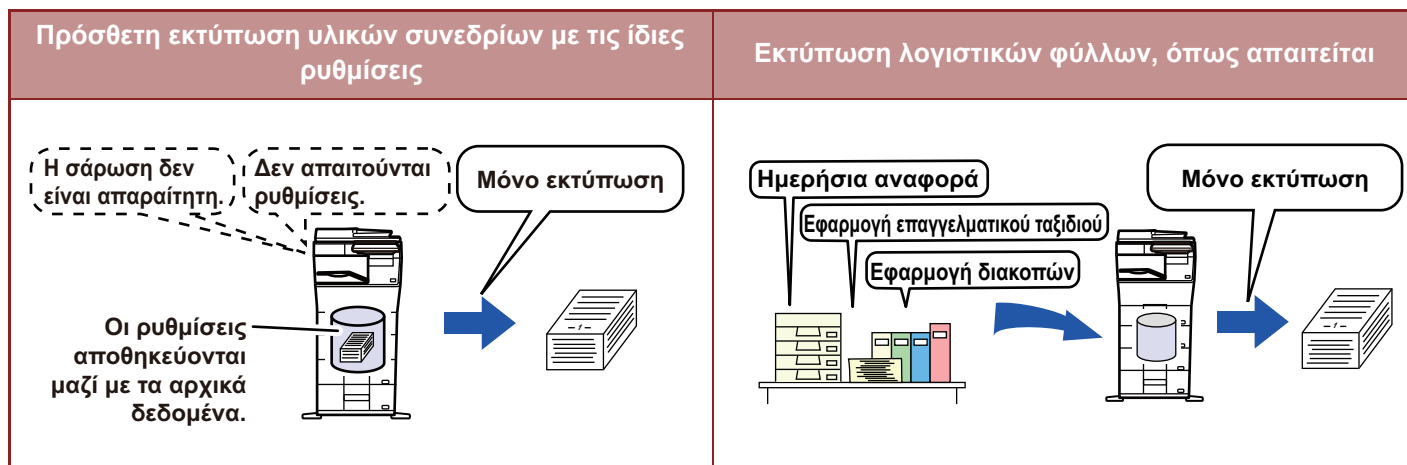 Πρόσθετη εκτύπωση υλικών συνεδρίων με τις ίδιες
ρυθμίσεις
Εκτύπωση λογιστικών φύλλων, όπως απαιτείται
Η σάρωση δεν
είναι απαραίτητη.
Δεν απαιτούνται
ρυθμίσεις.
Μόνο εκτύπωση
Οι ρυθμίσεις
αποθηκεύονται
μαζί με τα αρχικά
δεδομένα.
–1–
Ημερήσια αναφορά
Εφαρμογή επαγγελματικού ταξιδιού
Εφαρμογή διακοπών
Μόνο εκτύπωση
–1–